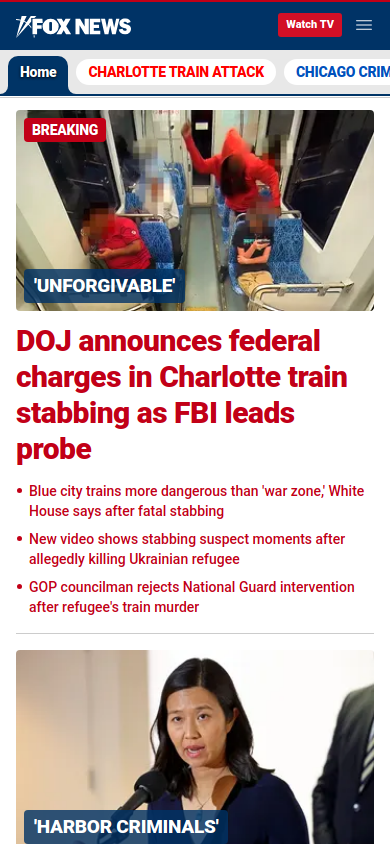 FOX NEWS
Watch TV
Home
CHARLOTTE TRAIN ATTACK
CHICAGO CRIM
BREAKING
'UNFORGIVABLE'
DOJ announces federal
charges in Charlotte train
stabbing as FBI leads
probe
• Blue city trains more dangerous than 'war zone,' White
House says after fatal stabbing
• New video shows stabbing suspect moments after
allegedly killing Ukrainian refugee
• GOP councilman rejects National Guard intervention
after refugee's train murder
'HARBOR CRIMINALS'